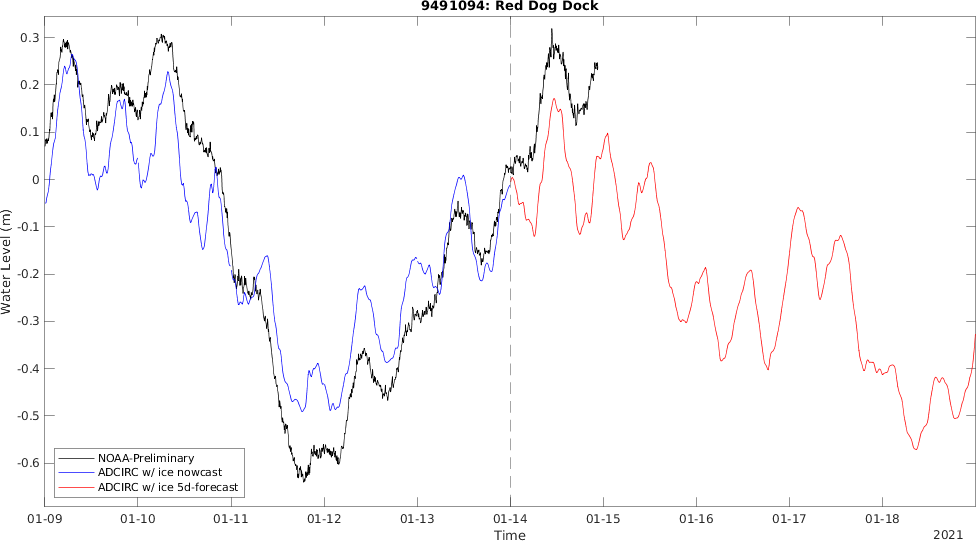 9491094: Red Dog Dock
0.3
0.2
0.1
0
-0.1
-0.2
-0.3
-0.4
-0.5
-0.6
Water Level (m)
NOAA-Preliminary
ADCIRC w/ ice nowcast
ADCIRC w/ ice 5d-forecast
01-09 01-10 01-11 01-12 01-13 01-14 01-15 01-16 01-17 01-18
Time
2021